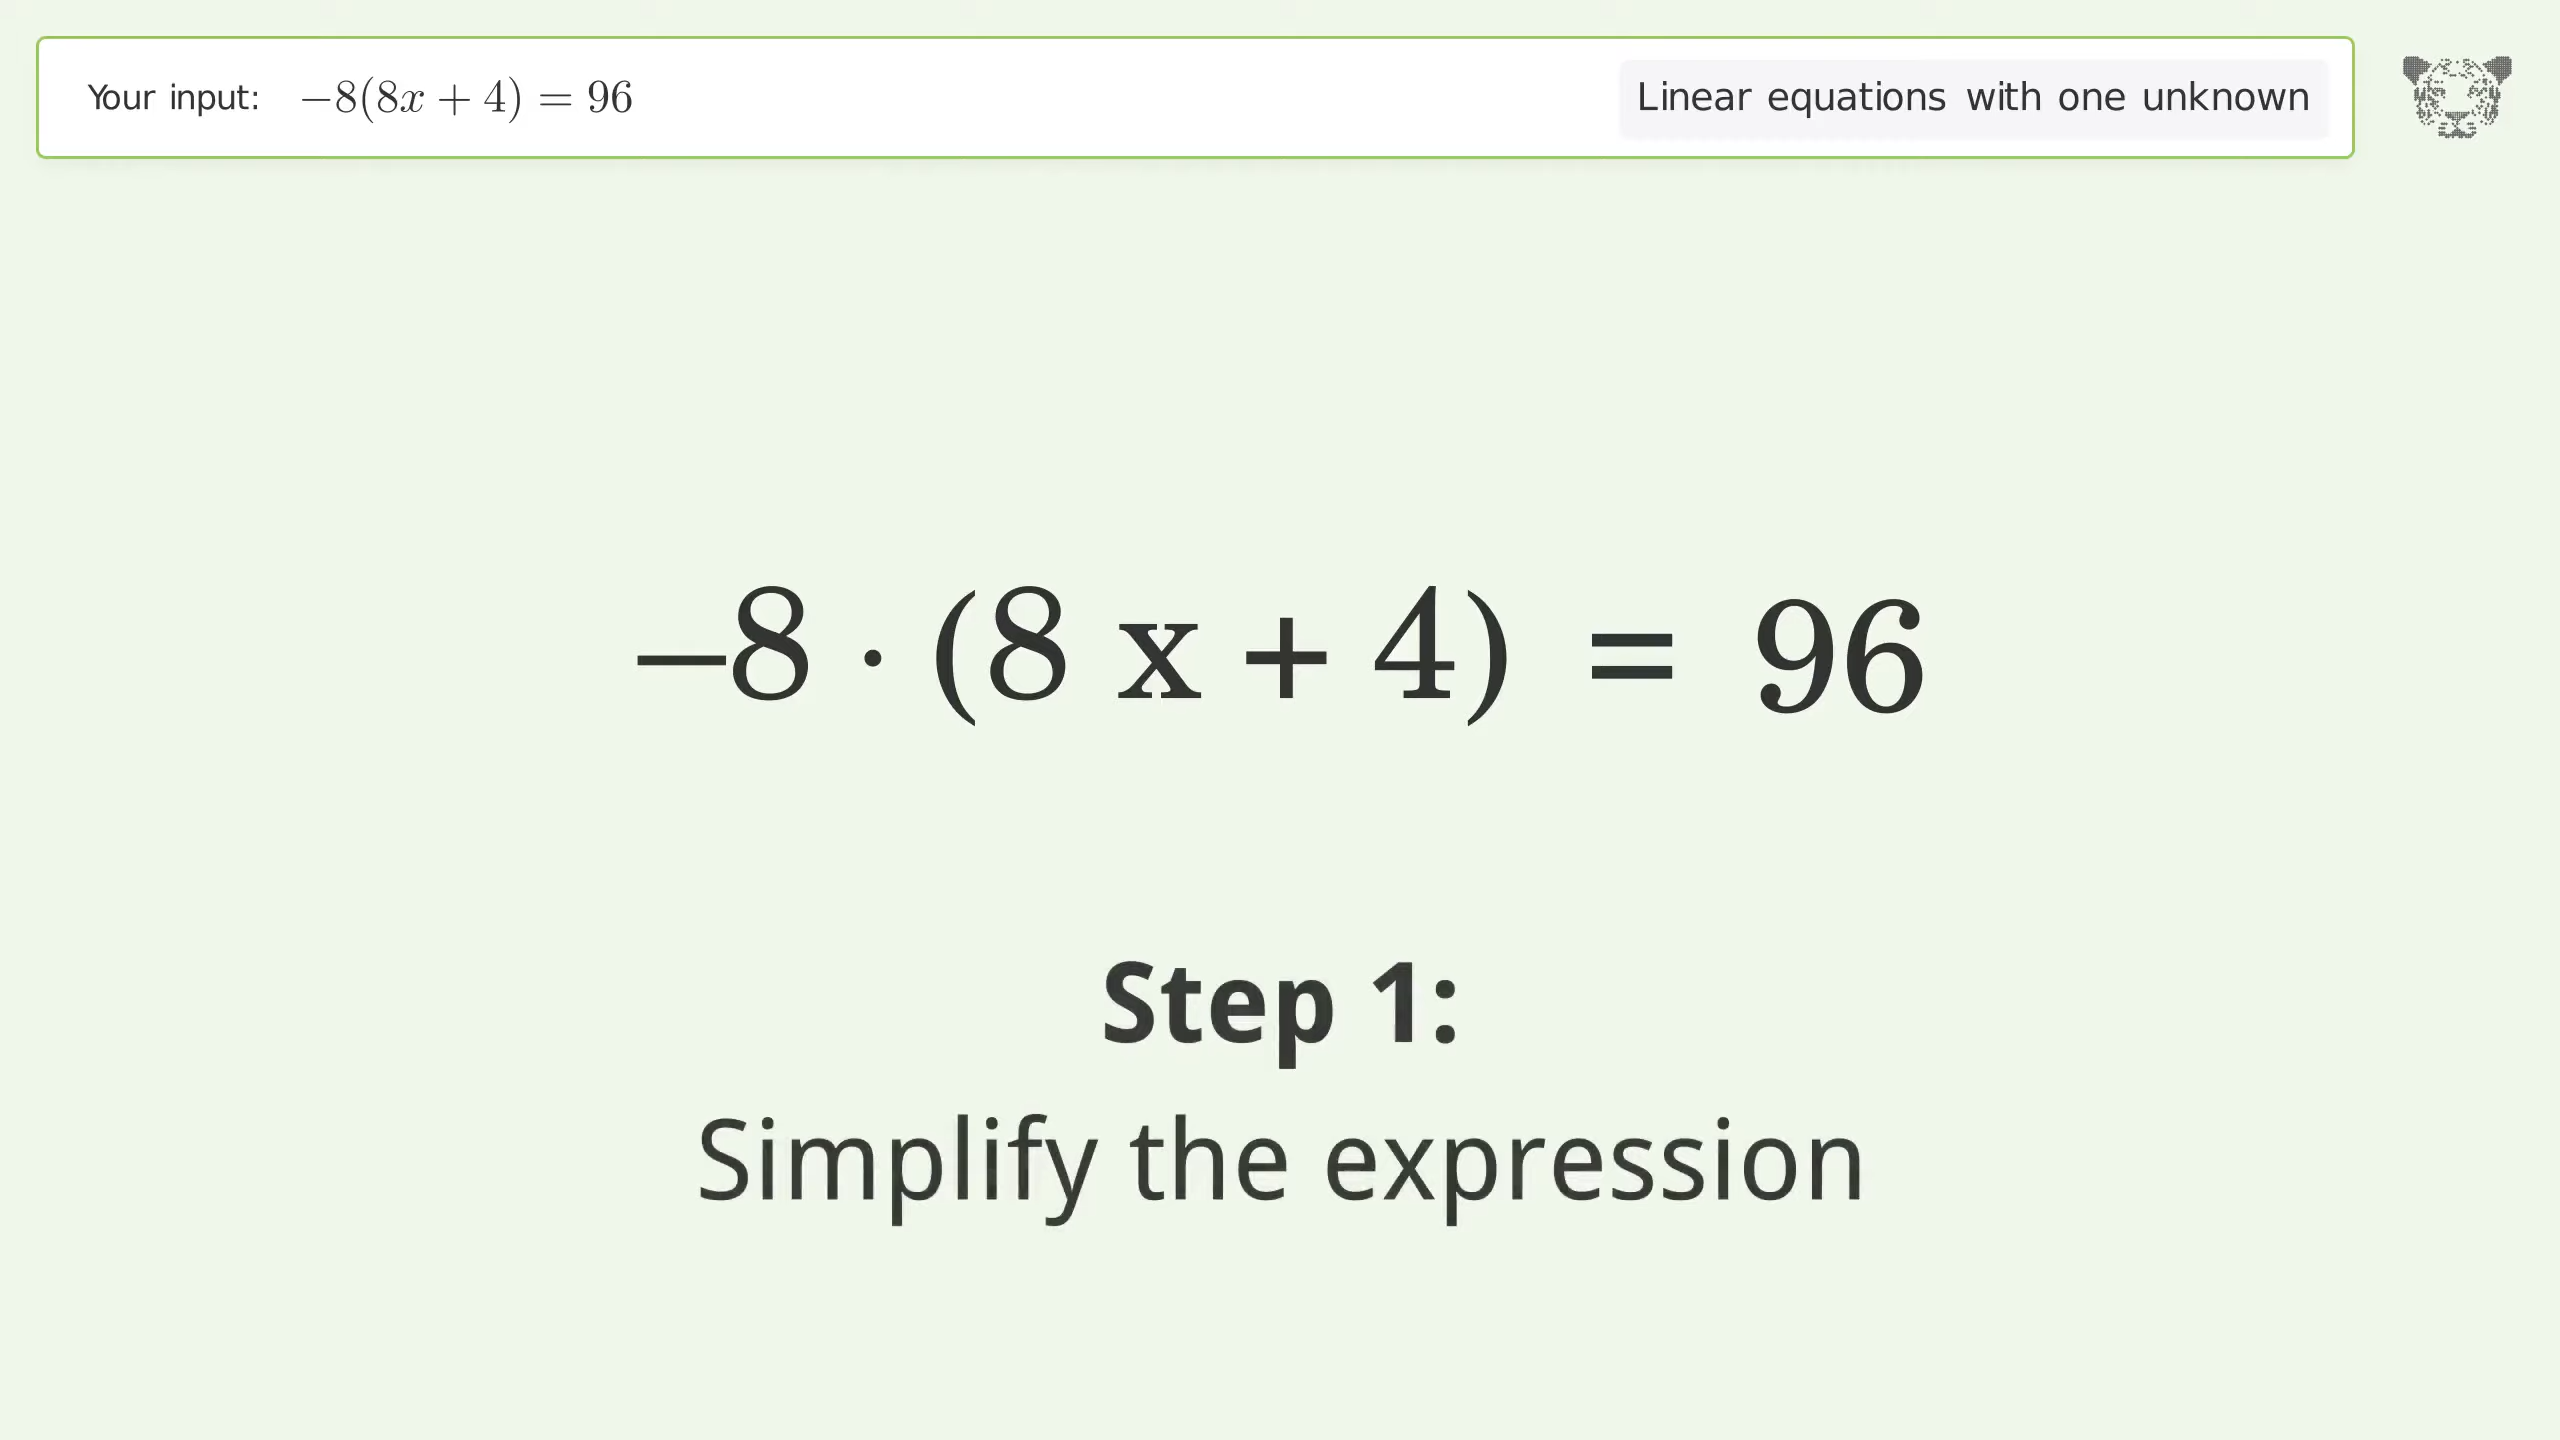 Your input: −8(8x + 4) = 96
Linear equations with one unknown
–8 · (8 x + 4) = 96
Step 1:
Simplify the expression